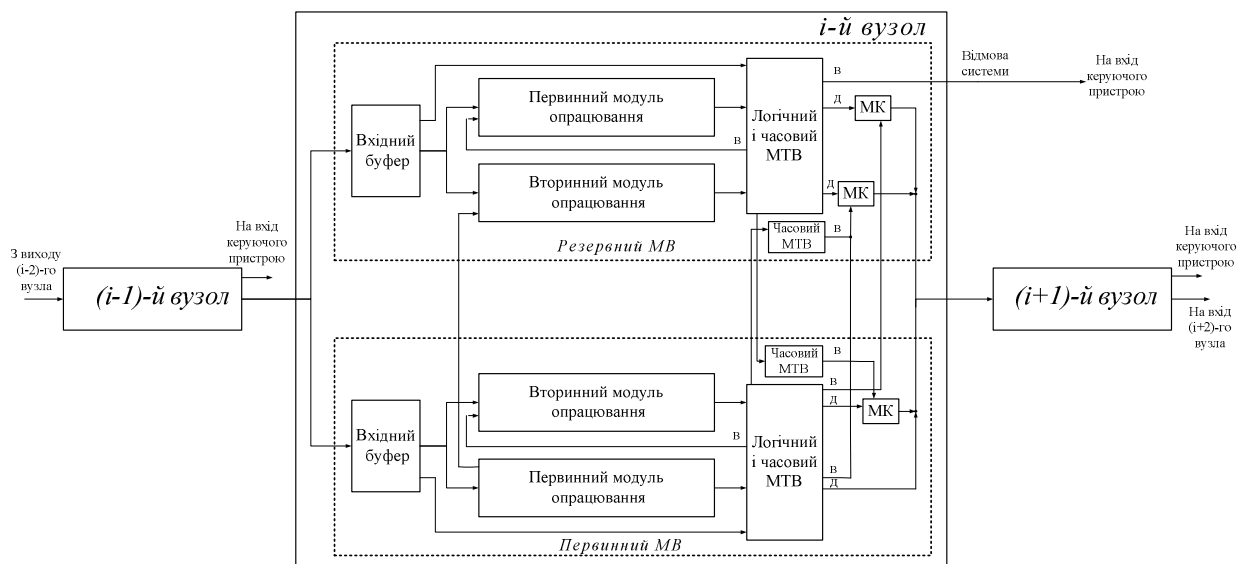 i-й вузол
Відмова
системи
На вхід
керуючого
пристрою
В
Первинний модуль
опрацювання
Логічний
і часовий
МТВ
Д
МК
Вхідний
буфер
В
Вторинний модуль
опрацювання
Д
МК
Часовий
МТВ
В
Резервний МВ
З виходу
(i-2)-го
вузла
На вхід
керуючого
пристрою
(i-1)-й вузол
На вхід
керуючого
пристрою
(i+1)-й вузол
На вхід
(i+2)-го
вузла
Часовий
МТВ
В
В
Вторинний модуль
опрацювання
Д
МК
Вхідний
буфер
В
Логічний
і часовий
МТВ
Первинний модуль
опрацювання
В
Д
Первинний МВ